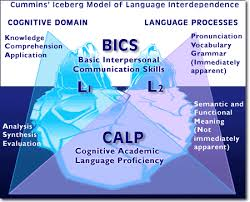 Cummins' Iceberg Model of Language Interdependence
COGNITIVE DOMAIN
LANGUAGE PROCESSES
Knowledge
Comprehension
Application
BICS
Basic Interpersonal
Communication Skills
Pronunciation
Vocabulary
Grammar
(Immediately
apparent)
L1
L2
Analysis
Synthesis
Evaluation
CALP
Cognitive Academic
Language Proficiency
Semantic and
Functional
Meaning
(Not
immediately
apparent)